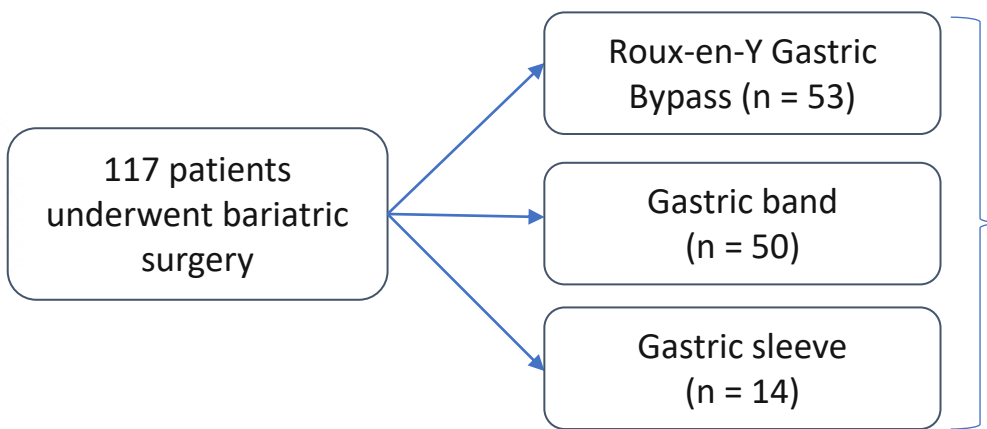 117 patients
underwent bariatric
surgery
Roux-en-Y Gastric
Bypass (n = 53)
Gastric band
(n = 50)
Gastric sleeve
(n = 14)